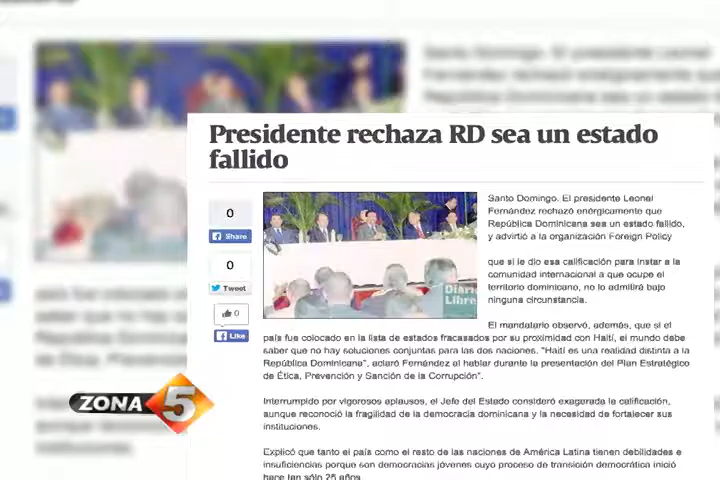 Presidente rechaza RD sea un estado
fallido
0
Share
0
Tweet
0
Like
Diario
Libre
Santo Domingo. El presidente Leonel
Fernández rechazó enérgicamente que
República Dominicana sea un estado fallido,
y advirtió a la organización Foreign Policy
que si le dio esa calificación para instar a la
comunidad internacional a que ocupe el
territorio dominicano, no lo admitirá bajo
ninguna circunstancia.
El mandatario observó, además, que si el
país fue colocado en la lista de estados fracasados por su proximidad con Haití, el mundo debe
saber que no hay soluciones conjuntas para las dos naciones. "Haití es una realidad distinta a la
República Dominicana", aclaró Fernández al hablar durante la presentación del Plan Estratégico
de Ética, Prevención y Sanción de la Corrupción".
Interrumpido por vigorosos aplausos, el Jefe del Estado consideró exagerada la calificación,
aunque reconoció la fragilidad de la democracia dominicana y la necesidad de fortalecer sus
instituciones.
Explicó que tanto el país como el resto de las naciones de América Latina tienen debilidades e
insuficiencias porque son democracias jóvenes cuyo proceso de transición democrática inició
hace tan sólo 25 años
ZONA 5